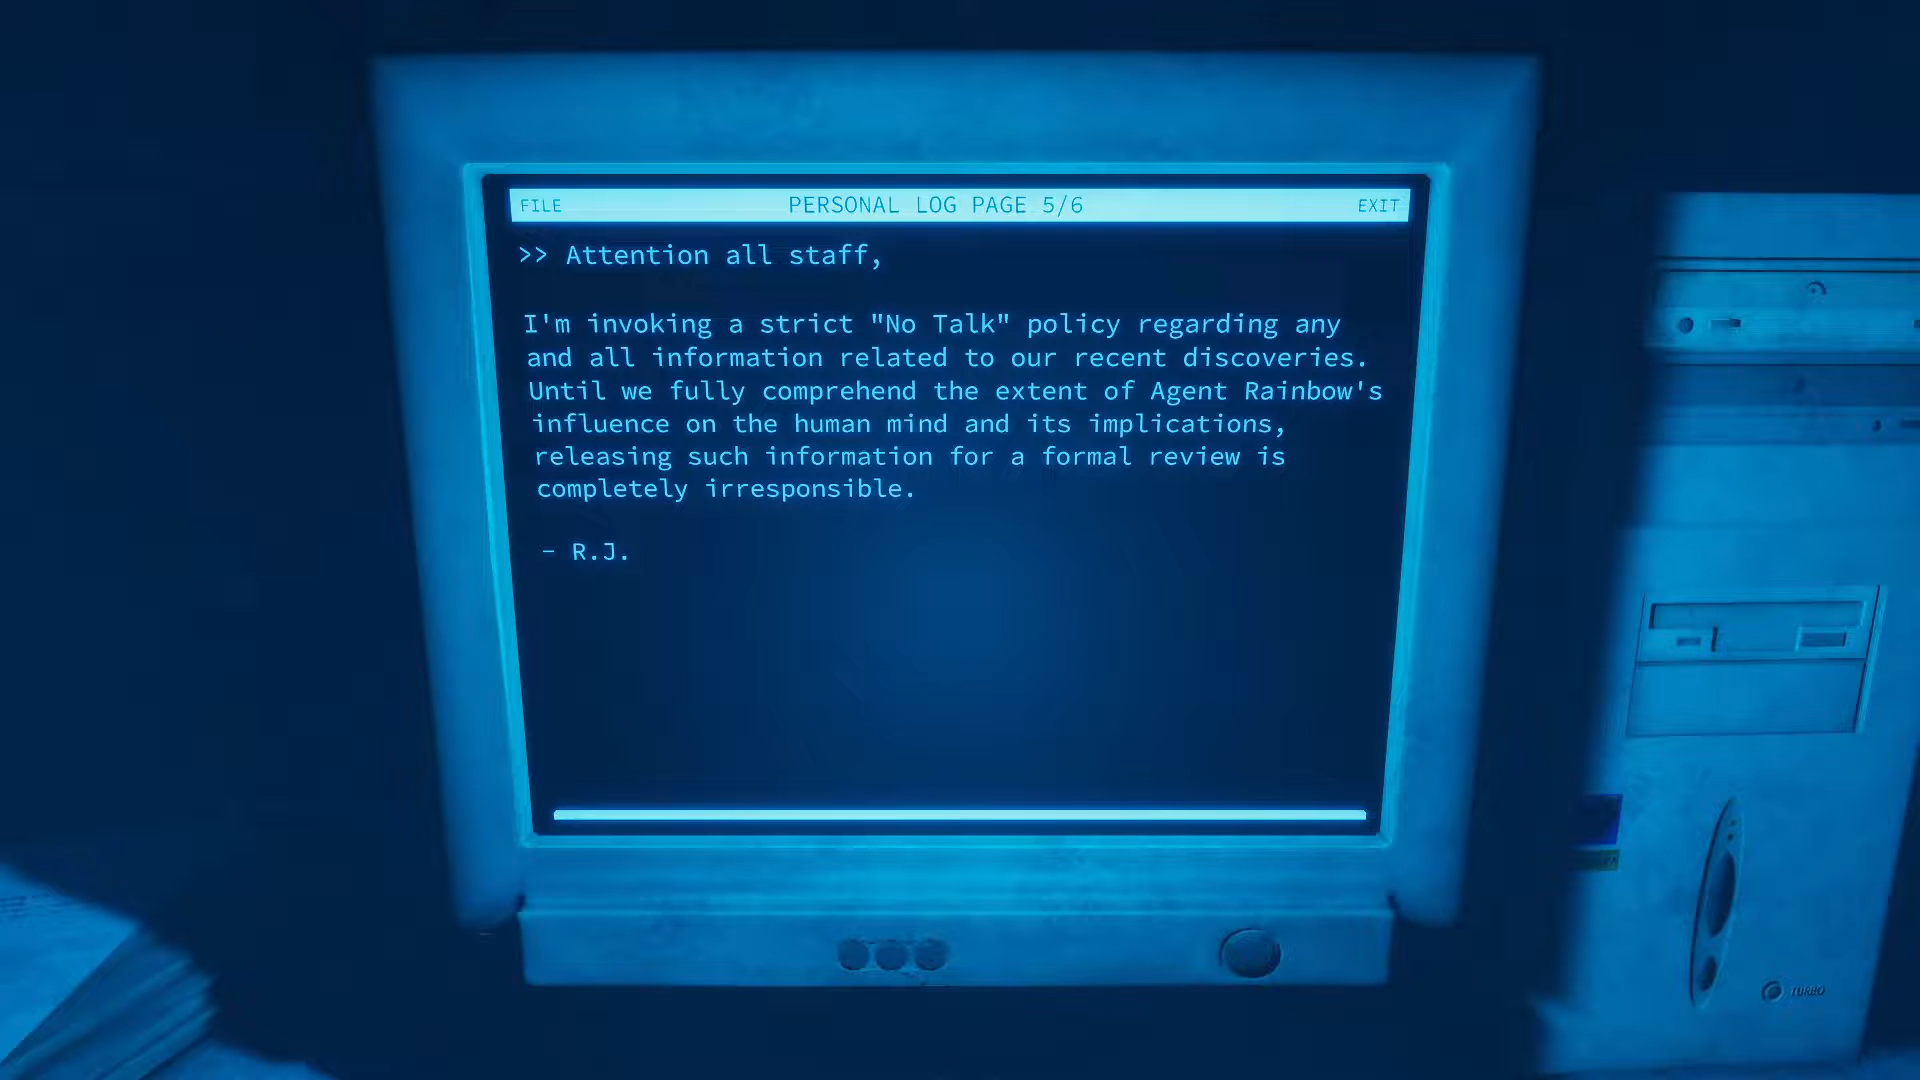 FILE PERSONAL LOG PAGE 5/6 EXIT
>> Attention all staff,
I'm invoking a strict "No Talk" policy regarding any
and all information related to our recent discoveries.
Until we fully comprehend the extent of Agent Rainbow's
influence on the human mind and its implications,
releasing such information for a formal review is
completely irresponsible.
- R.J.
TURBO